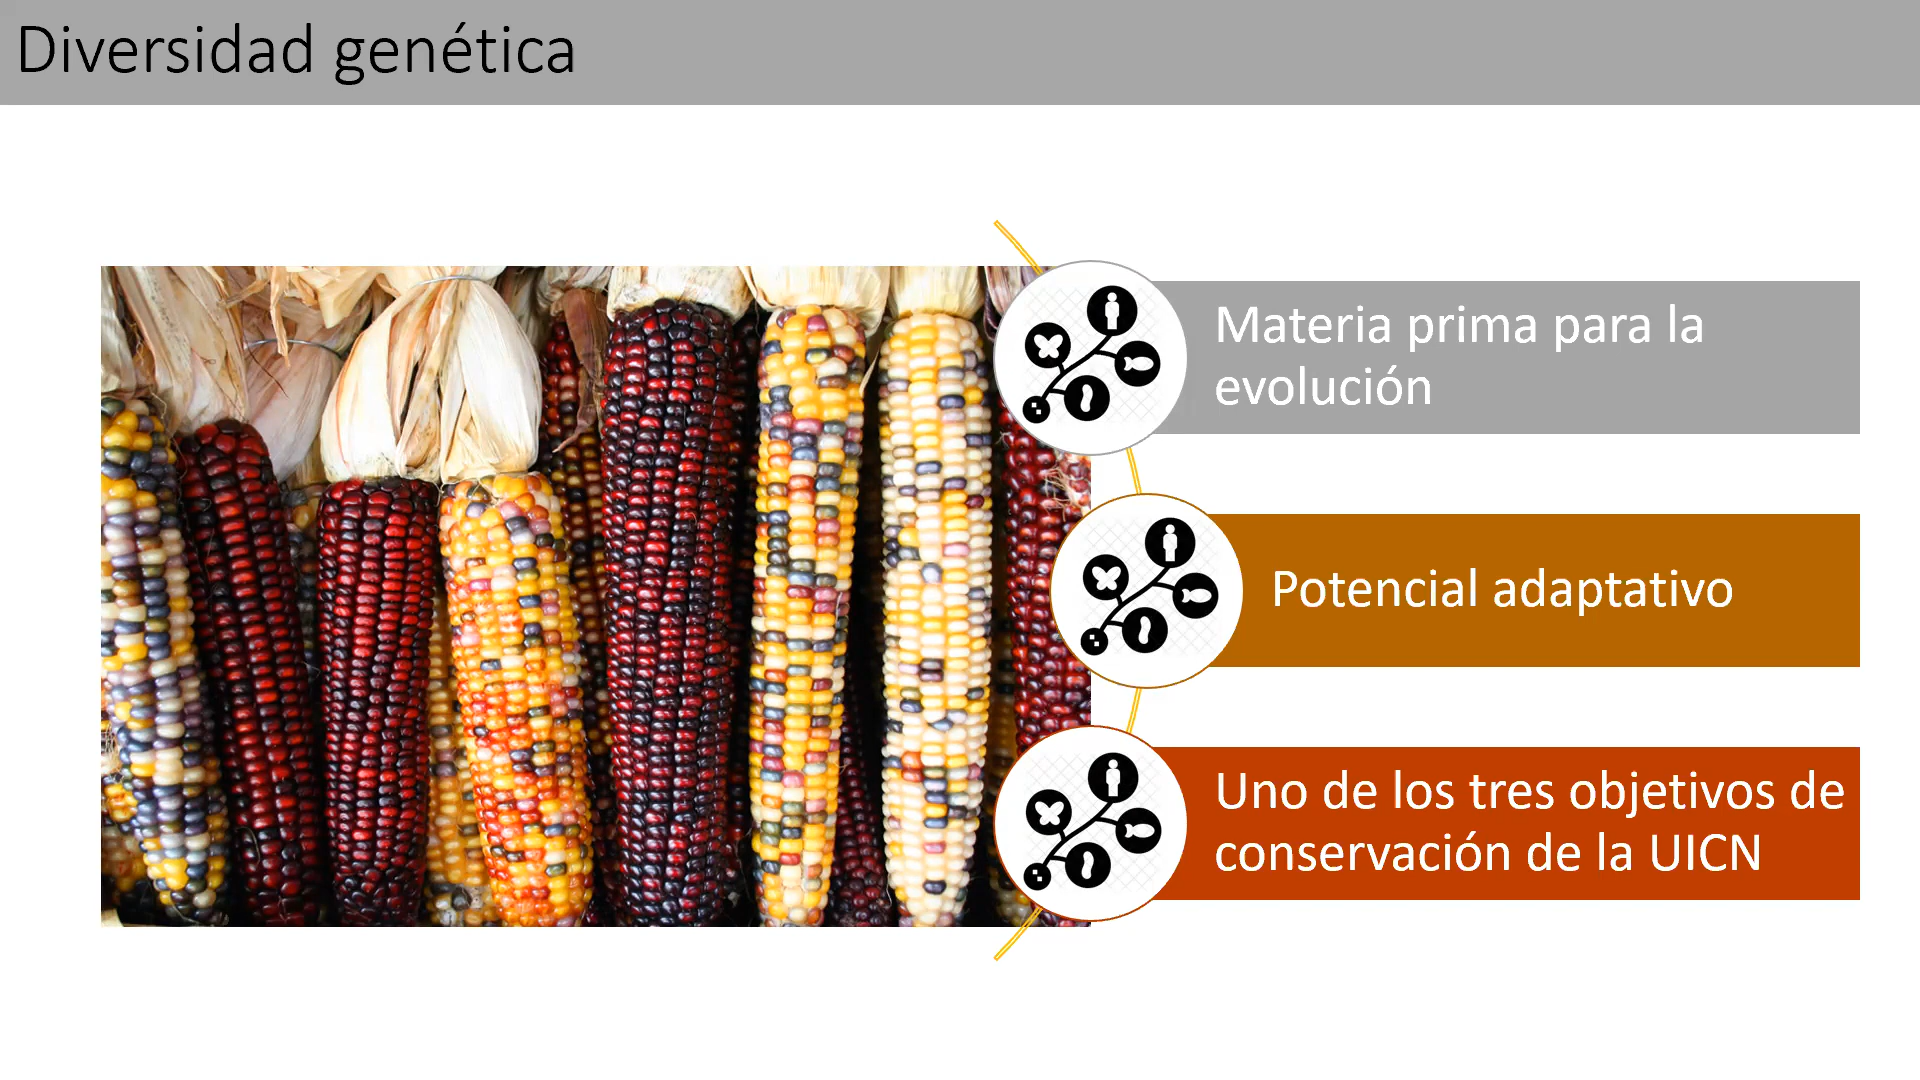 Diversidad genética
Materia prima para la
evolución
Potencial adaptativo
Uno de los tres objetivos de
conservación de la UICN